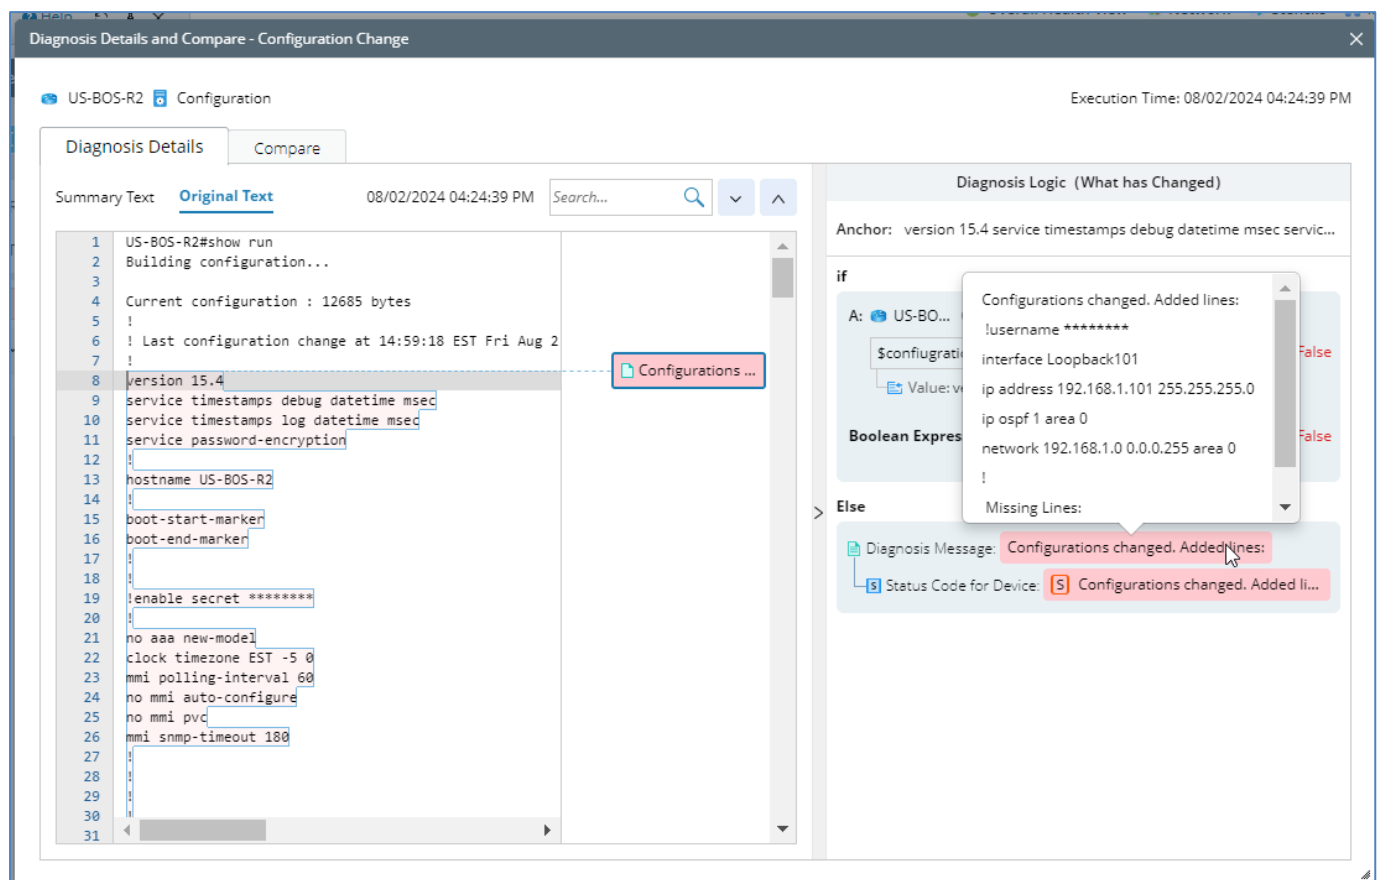 Help
Diagnosis Details and Compare - Configuration Change
US-BOS-R2 Configuration
Execution Time: 08/02/2024 04:24:39 PM
Diagnosis Details
Compare
Summary Text
Original Text
08/02/2024 04:24:39 PM
Search...
1 US-BOS-R2#show run
2 Building configuration...
3
4 Current configuration : 12685 bytes
5 !
6 ! Last configuration change at 14:59:18 EST Fri Aug 2
7 !
8 version 15.4
9 service timestamps debug datetime msec
10 service timestamps log datetime msec
11 service password-encryption
12 !
13 hostname US-BOS-R2
14 !
15 boot-start-marker
16 boot-end-marker
17 !
18 !
19 !enable secret ********
20 !
21 no aaa new-model
22 clock timezone EST -5 0
23 mmi polling-interval 60
24 no mmi auto-configure
25 no mmi pvc
26 mmi snmp-timeout 180
27 !
28 !
29 !
30 !
31
Configurations ...
Diagnosis Logic (What has Changed)
Anchor: version 15.4 service timestamps debug datetime msec servic...
if
A: US-BO...
$confiugrati
False
Value: ve
Boolean Expres
False
Configurations changed. Added lines:
!username ********
interface Loopback101
ip address 192.168.1.101 255.255.255.0
ip ospf 1 area 0
network 192.168.1.0 0.0.0.255 area 0
!
Missing Lines:
Else
Diagnosis Message: Configurations changed. Added lines:
Status Code for Device: S Configurations changed. Added li...